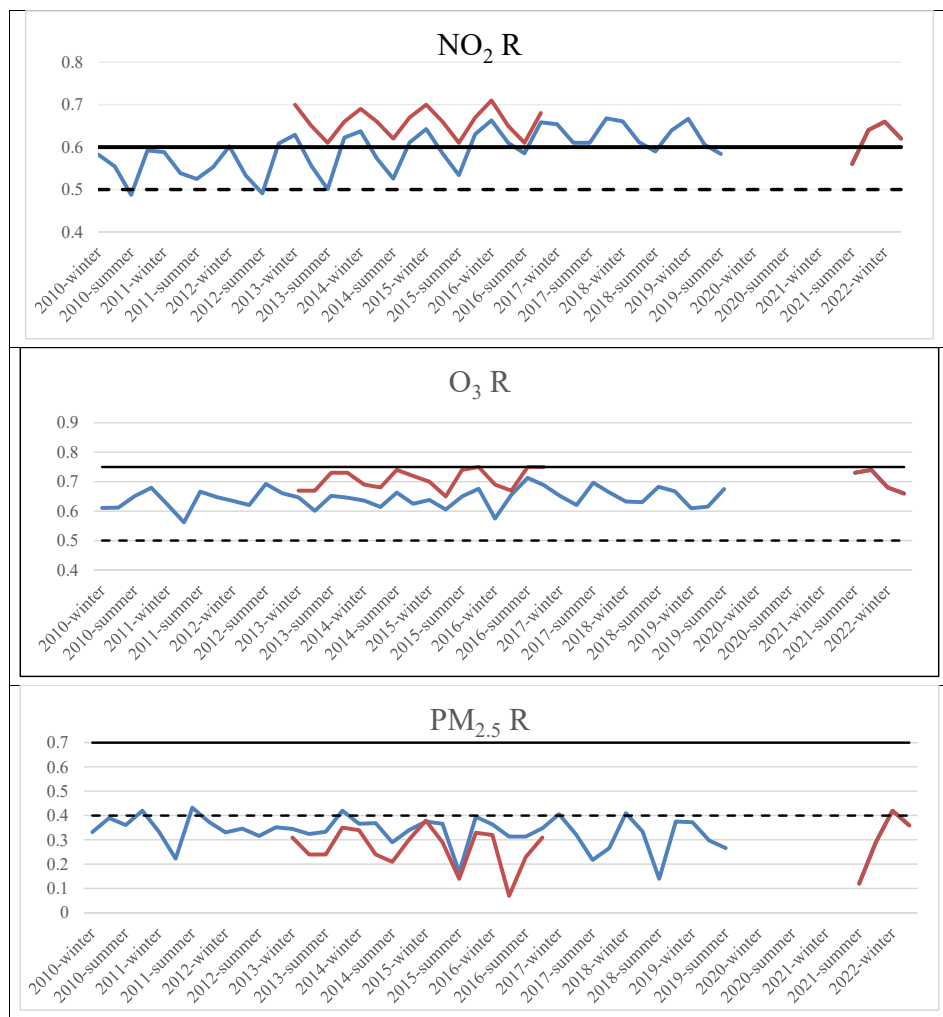 NO₂ R
0.8
0.7
0.6
0.5
0.4
2010-winter
2010-summer
2011-winter
2011-summer
2012-winter
2012-summer
2013-winter
2013-summer
2014-winter
2014-summer
2015-winter
2015-summer
2016-winter
2016-summer
2017-winter
2017-summer
2018-winter
2018-summer
2019-winter
2019-summer
2020-winter
2020-summer
2021-winter
2021-summer
2022-winter
O₃ R
0.9
0.8
0.7
0.6
0.5
0.4
2010-winter
2010-summer
2011-winter
2011-summer
2012-winter
2012-summer
2013-winter
2013-summer
2014-winter
2014-summer
2015-winter
2015-summer
2016-winter
2016-summer
2017-winter
2017-summer
2018-winter
2018-summer
2019-winter
2019-summer
2020-winter
2020-summer
2021-winter
2021-summer
2022-winter
PM₂.₅ R
0.7
0.6
0.5
0.4
0.3
0.2
0.1
0
2010-winter
2010-summer
2011-winter
2011-summer
2012-winter
2012-summer
2013-winter
2013-summer
2014-winter
2014-summer
2015-winter
2015-summer
2016-winter
2016-summer
2017-winter
2017-summer
2018-winter
2018-summer
2019-winter
2019-summer
2020-winter
2020-summer
2021-winter
2021-summer
2022-winter